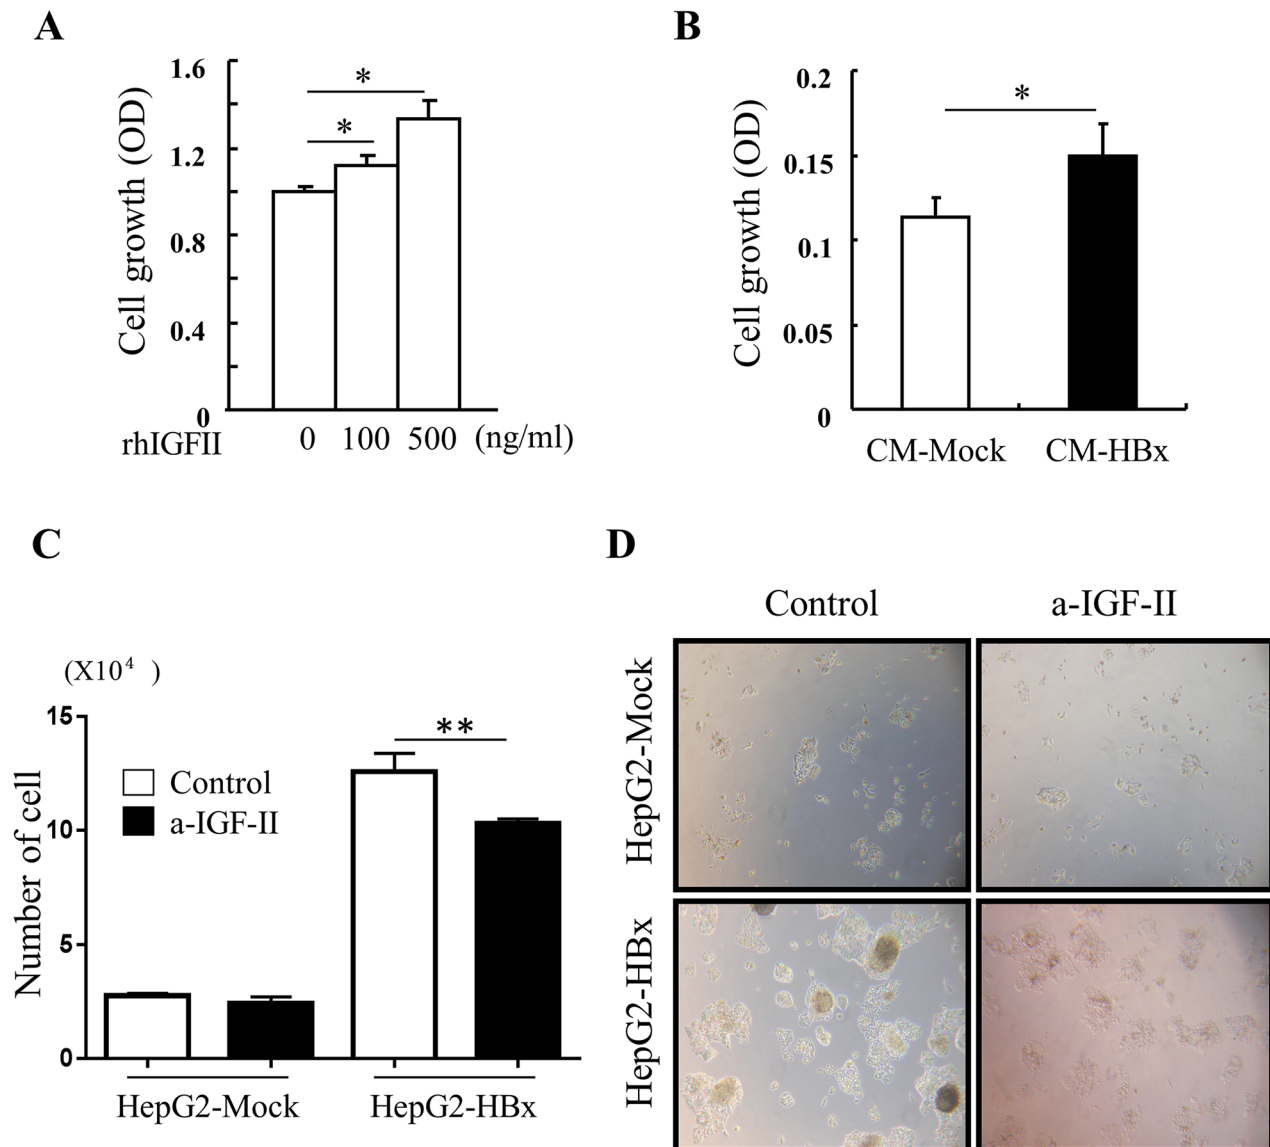 A
Cell growth (OD)
1.6
1.2
0.8
0.4
0
*
*
rhIGFII 0 100 500 (ng/ml)
B
Cell growth (OD)
0.2
0.15
0.1
0.05
0
*
CM-Mock CM-HBx
C
(X10⁴ )
Number of cell
15
10
5
0
Control
a-IGF-II
**
HepG2-Mock HepG2-HBx
D
Control a-IGF-II
HepG2-Mock
HepG2-HBx